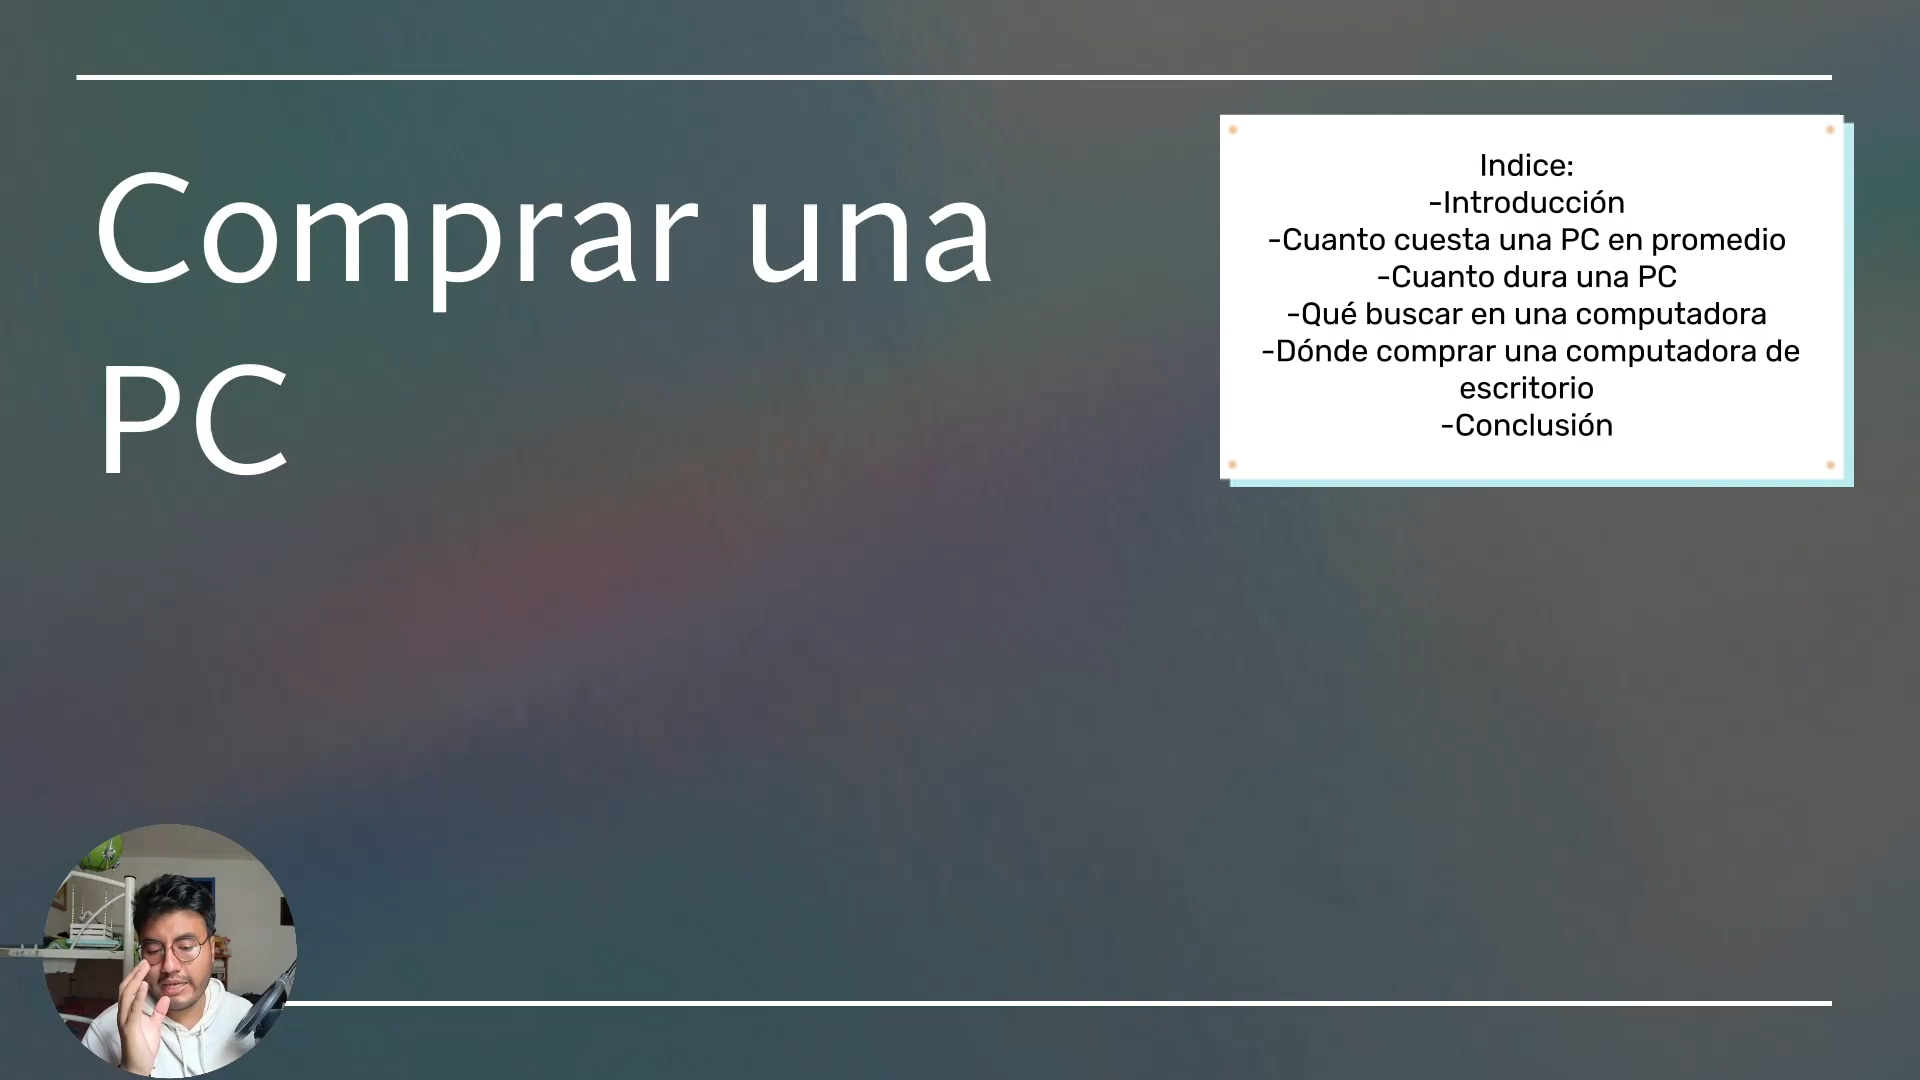 Comprar una
PC
Indice:
-Introducción
-Cuanto cuesta una PC en promedio
-Cuanto dura una PC
-Qué buscar en una computadora
-Dónde comprar una computadora de
escritorio
-Conclusión